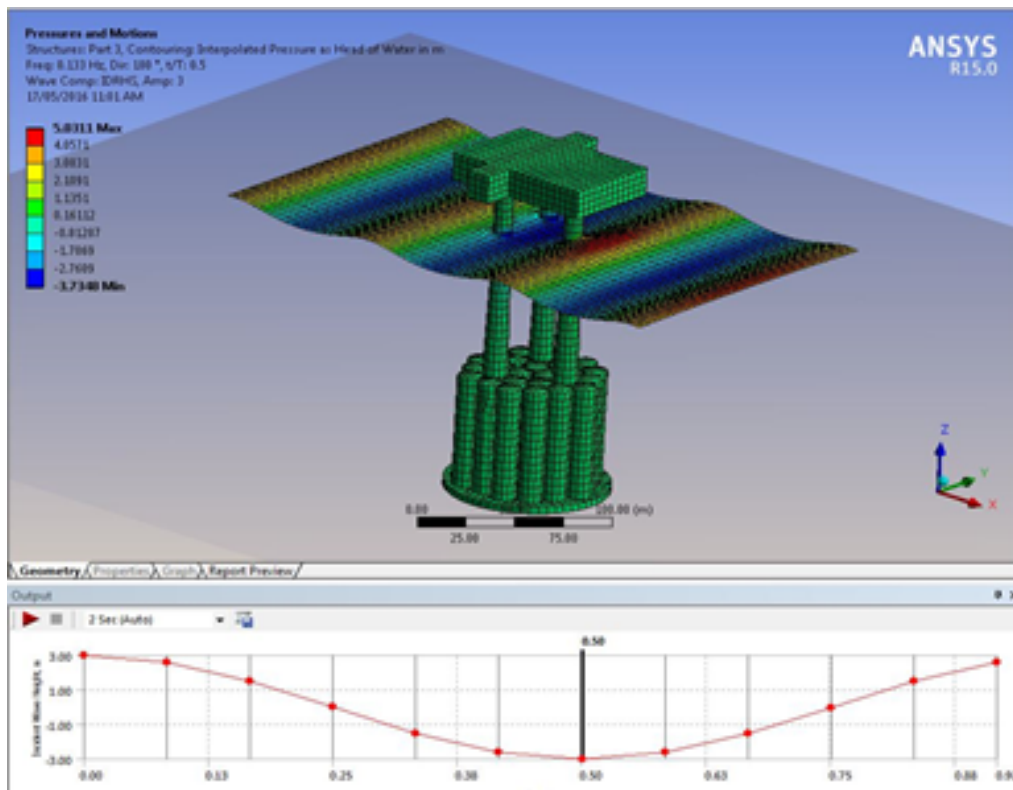 Pressures and Motions
ANSYS
R15.0
Structures: Part 3, Contouring: Interpolated Pressure as Head of Water in m
Freq: 0.133 Hz, Dir: 180 °, t/T: 0.5
Wave Comp: IDRHS, Amp: 3
17/05/2016 11:01 AM
5.0311 Max
4.0571
3.0831
2.1091
1.1351
0.16112
-0.81287
-1.7869
-2.7609
-3.7348 Min
Z
Y
X
0.00
100.00 (m)
25.00
75.00
Geometry
Properties
Graph
Report Preview
Output
2 Sec (Auto)
0.50
Incident Wave Height, m
3.00
1.00
-1.00
-3.00
0.00
0.13
0.25
0.38
0.50
0.63
0.75
0.88